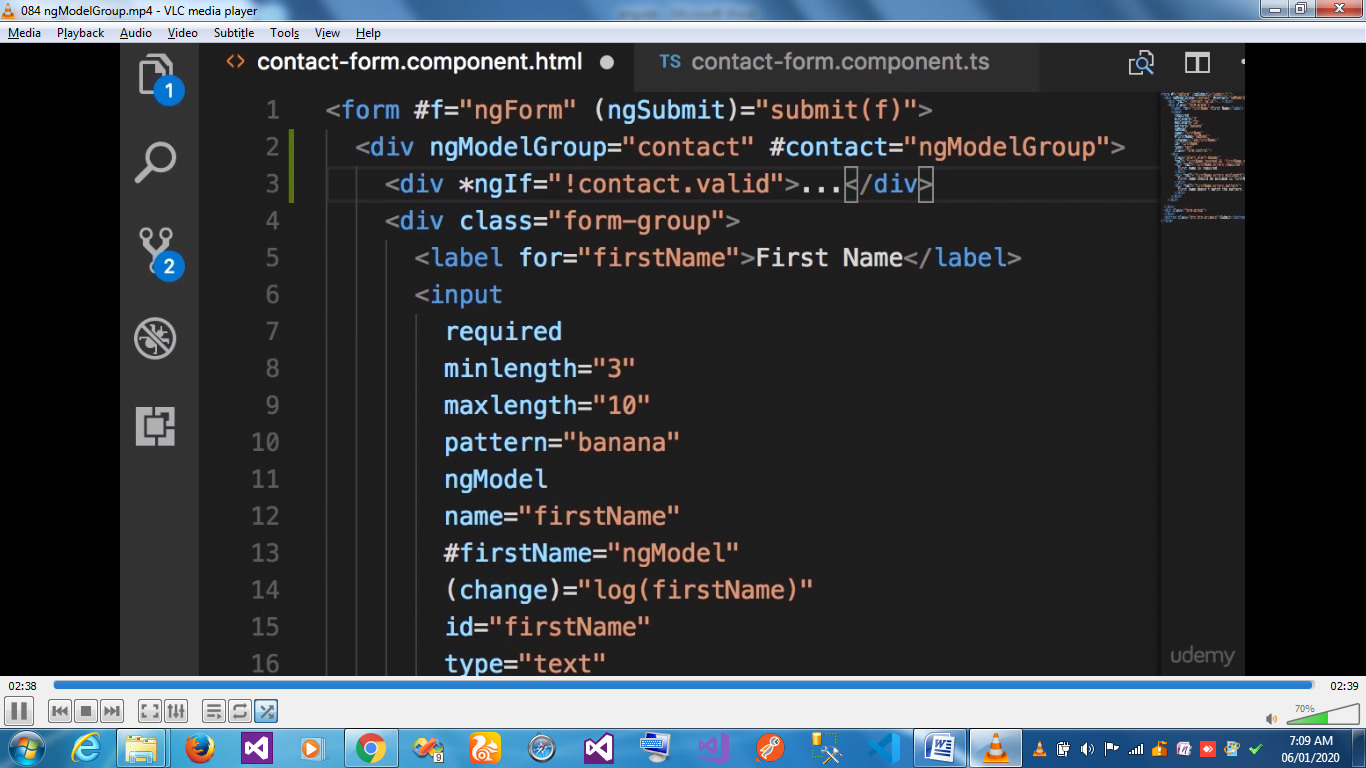 084 ngModelGroup.mp4 - VLC media player
Media Playback Audio Video Subtitle Tools View Help
<> contact-form.component.html ● TS contact-form.component.ts
1
2
1 <form #f="ngForm" (ngSubmit)="submit(f)">
2 <div ngModelGroup="contact" #contact="ngModelGroup">
3 <div *ngIf="!contact.valid">...</div>
4 <div class="form-group">
5 <label for="firstName">First Name</label>
6 <input
7 required
8 minlength="3"
9 maxlength="10"
10 pattern="banana"
11 ngModel
12 name="firstName"
13 #firstName="ngModel"
14 (change)="log(firstName)"
15 id="firstName"
16 type="text"
udemy
02:38 02:39
70%
7:09 AM
06/01/2020